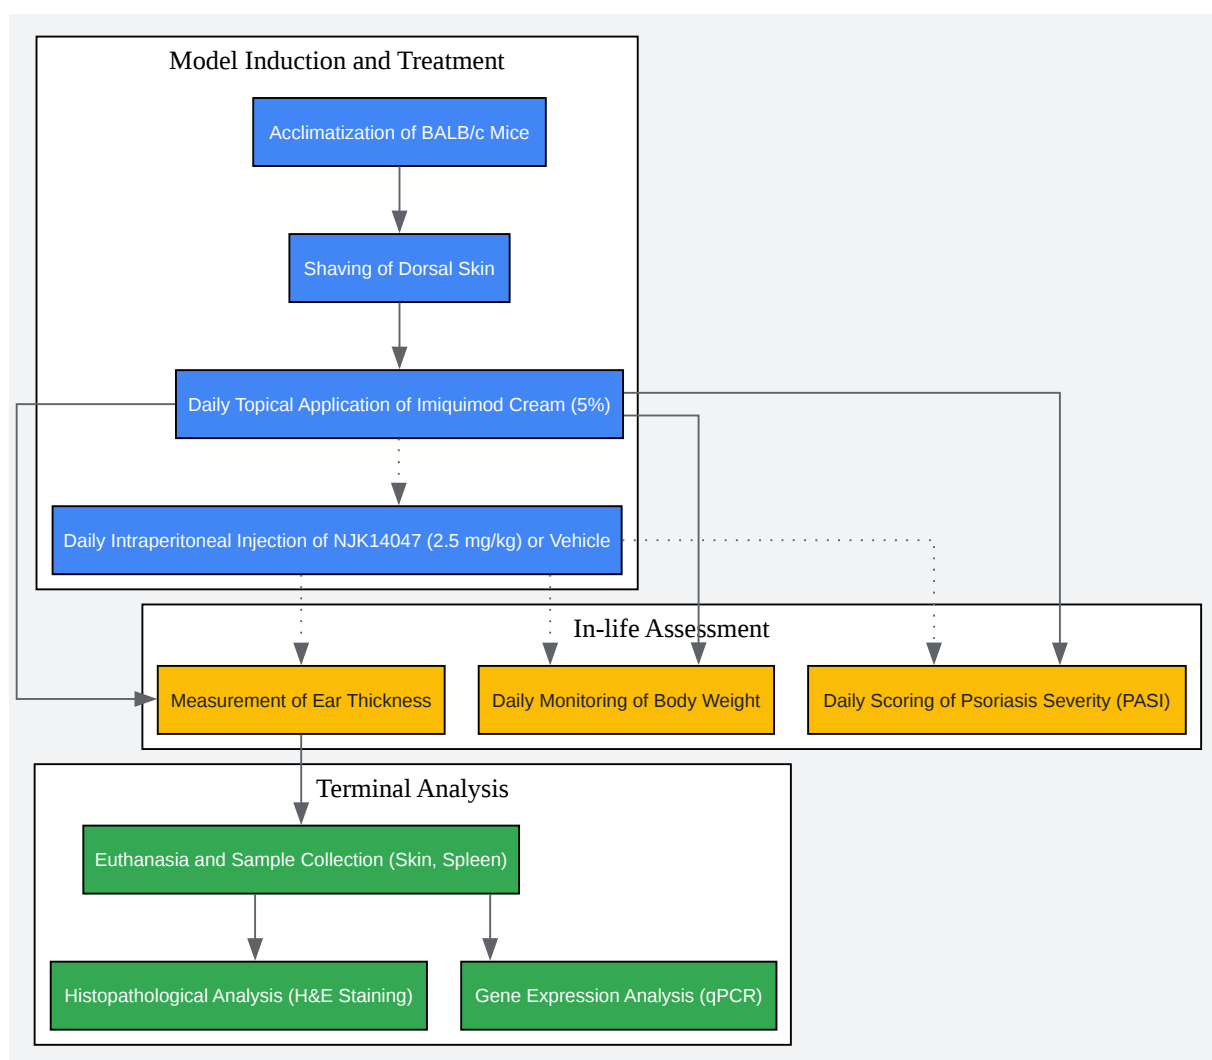 Model Induction and Treatment
Acclimatization of BALB/c Mice
Shaving of Dorsal Skin
Daily Topical Application of Imiquimod Cream (5%)
Daily Intraperitoneal Injection of NJK14047 (2.5 mg/kg) or Vehicle
In-life Assessment
Measurement of Ear Thickness
Daily Monitoring of Body Weight
Daily Scoring of Psoriasis Severity (PASI)
Terminal Analysis
Euthanasia and Sample Collection (Skin, Spleen)
Histopathological Analysis (H&E Staining)
Gene Expression Analysis (qPCR)